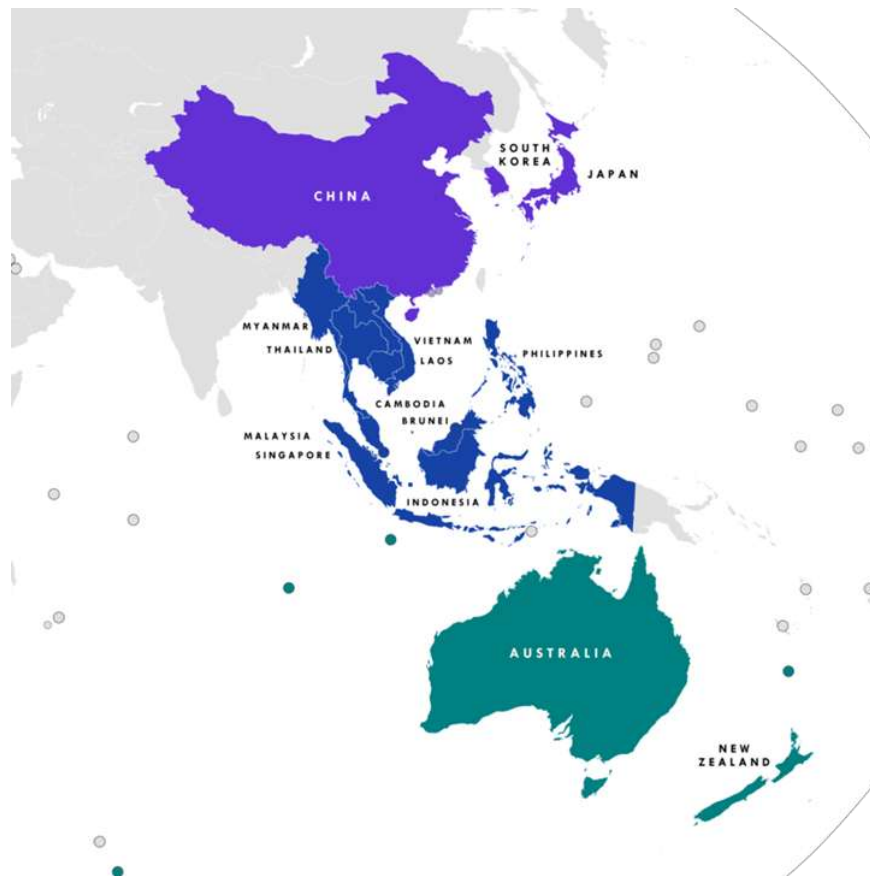 SOUTH
KOREA
JAPAN
CHINA
MYANMAR
THAILAND
VIETNAM
LAOS
PHILIPPINES
CAMBODIA
BRUNEI
MALAYSIA
SINGAPORE
INDONESIA
AUSTRALIA
NEW
ZEALAND